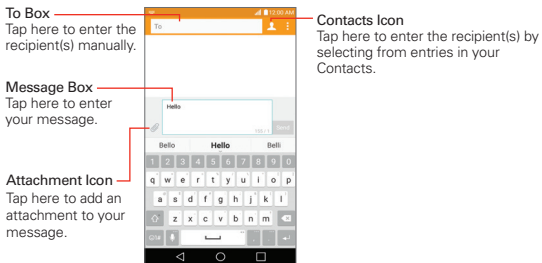 To Box
Tap here to enter the
recipient(s) manually.
Message Box
Tap here to enter
your message.
Attachment Icon
Tap here to add an
attachment to your
message.
Contacts Icon
Tap here to enter the recipient(s) by
selecting from entries in your
Contacts.
12:00 AM
To
Hello
Send
Bello Hello Belli
1 2 3 4 5 6 7 8 9 0
q w e r t y u i o p
a s d f g h j k l
z x c v b n m